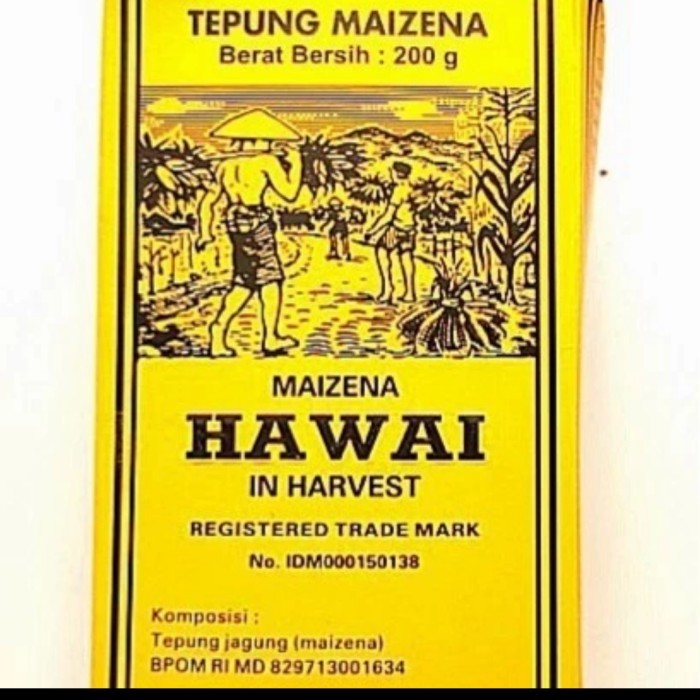 TEPUNG MAIZENA
Berat Bersih : 200 g
MAIZENA
HAWAI
IN HARVEST
REGISTERED TRADE MARK
No. IDM000150138
Komposisi :
Tepung jagung (maizena)
BPOM RI MD 829713001634